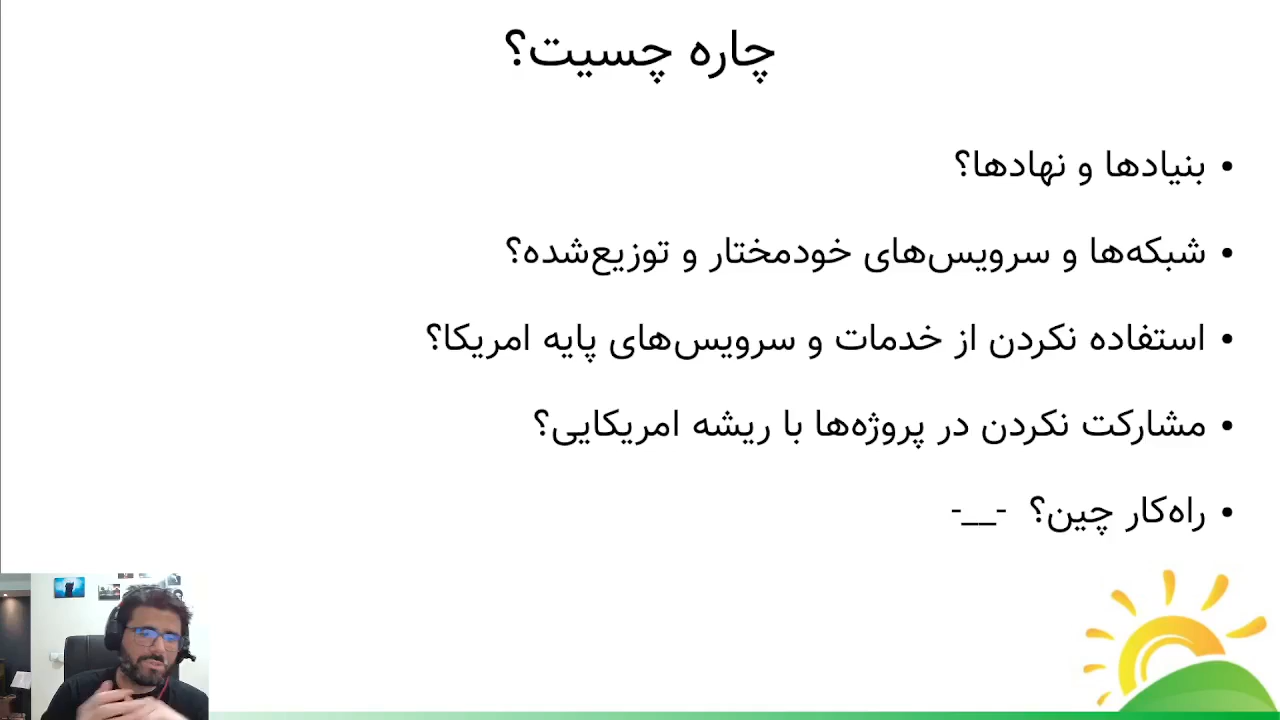 چاره چسیت؟
• بنیادها و نهادها؟
• شبکه‌ها و سرویس‌های خودمختار و توزیع‌شده؟
• استفاده نکردن از خدمات و سرویس‌های پایه امریکا؟
• مشارکت نکردن در پروژه‌ها با ریشه امریکایی؟
• راه‌کار چین؟ -__-